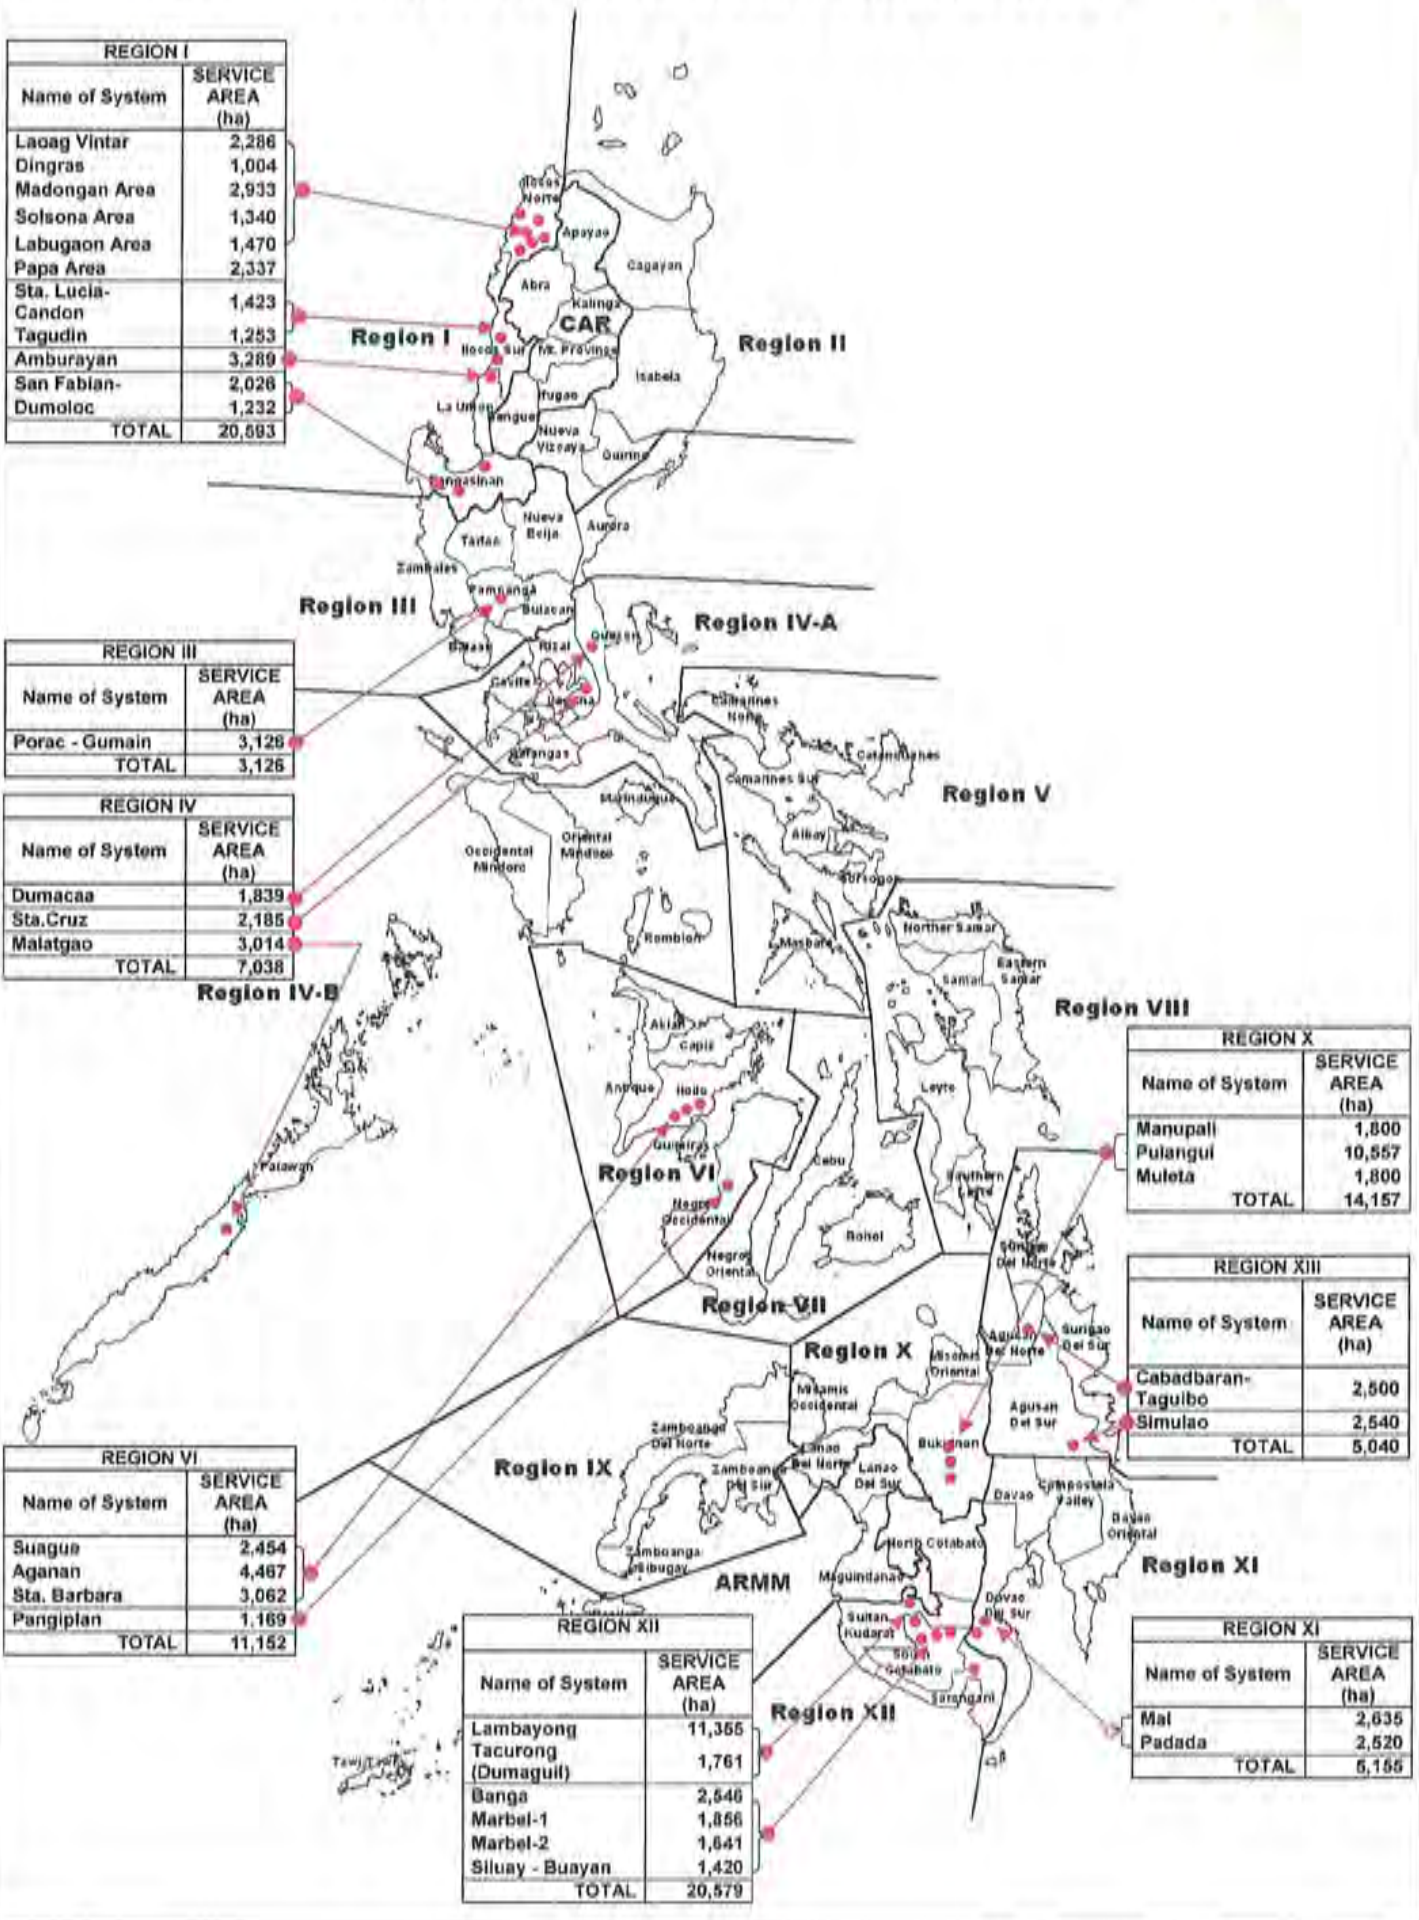 REGION I
Name of System SERVICE AREA (ha)
Laoag Vintar 2,286
Dingras 1,004
Madongan Area 2,933
Solsona Area 1,340
Labugaon Area 1,470
Papa Area 2,337
Sta. Lucia-
Candon 1,423
Tagudin 1,253
Amburayan 3,289
San Fabian- 2,026
Dumoloc 1,232
TOTAL 20,593
Ilocos
Norte
Apayao
Cagayan
Abra
Kalinga
CAR
Region I
Region II
Ilocos Sur
Mt. Province
Isabela
Ifugao
La Union
Benguet
Nueva
Vizcaya
Quirino
Pangasinan
Nueva
Ecija
Aurora
Tarlac
Zambales
Pampanga
Bulacan
Region III
Region IV-A
Bataan
Rizal
Quezon
Cavite
Laguna
Batangas
REGION III
Name of System SERVICE AREA (ha)
Porac - Gumain 3,126
TOTAL 3,126
Camarines
Norte
Catanduanes
Camarines Sur
Region V
Marinduque
Albay
Occidental
Mindoro
Oriental
Mindoro
Sorsogon
REGION IV
Name of System SERVICE AREA (ha)
Dumacaa 1,839
Sta.Cruz 2,185
Malatgao 3,014
TOTAL 7,038
Region IV-B
Romblon
Masbate
Norther Samar
Samar
Eastern
Samar
Region VIII
Aklan
Capiz
Antique
Iloilo
Guimaras
Leyte
Palawan
Region VI
Cebu
Southern
Leyte
Negros
Occidental
Bohol
Negros
Oriental
Region VII
REGION X
Name of System SERVICE AREA (ha)
Manupali 1,800
Pulangui 10,557
Muleta 1,800
TOTAL 14,157
Surigao
Del Norte
REGION XIII
Name of System SERVICE AREA (ha)
Cabadbaran-
Taguibo 2,500
Simulao 2,540
TOTAL 5,040
Region X
Agusan
Del Norte
Surigao
Del Sur
Misamis
Oriental
Misamis
Occidental
Agusan
Del Sur
Zamboanga
Del Norte
Bukidnon
Lanao
Del Norte
Region IX
Zamboanga
Del Sur
Lanao
Del Sur
Davao
Compostela
Valley
Davao
Oriental
REGION VI
Name of System SERVICE AREA (ha)
Suague 2,454
Aganan 4,467
Sta. Barbara 3,062
Pangiplan 1,169
TOTAL 11,152
North Cotabato
Zamboanga
Sibugay
ARMM
Maguindanao
Region XI
Davao
Del Sur
Sultan
Kudarat
South
Cotabato
Sarangani
Region XII
Tawi-Tawi
REGION XII
Name of System SERVICE AREA (ha)
Lambayong 11,355
Tacurong
(Dumaguil) 1,761
Banga 2,546
Marbel-1 1,856
Marbel-2 1,641
Siluay - Buayan 1,420
TOTAL 20,579
REGION XI
Name of System SERVICE AREA (ha)
Mal 2,635
Padada 2,520
TOTAL 5,155